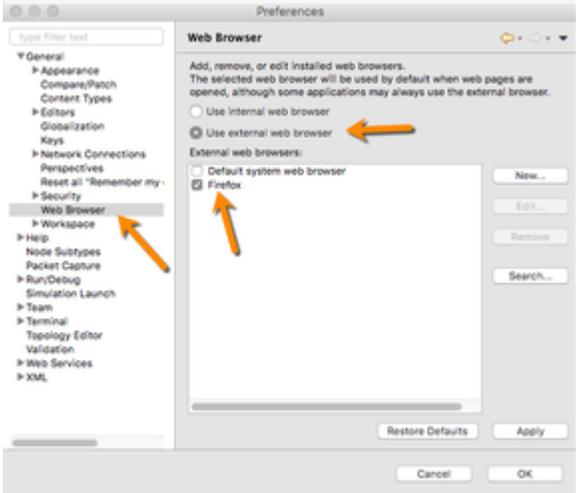 Preferences
type filter text
General
Appearance
Compare/Patch
Content Types
Editors
Globalization
Keys
Network Connections
Perspectives
Reset all "Remember my
Security
Web Browser
Workspace
Help
Node Subtypes
Packet Capture
Run/Debug
Simulation Launch
Team
Terminal
Topology Editor
Validation
Web Services
XML
Web Browser
Add, remove, or edit installed web browsers.
The selected web browser will be used by default when web pages are
opened, although some applications may always use the external browser.
Use internal web browser
Use external web browser
External web browsers:
Default system web browser
Firefox
New...
Edit...
Remove
Search...
Restore Defaults
Apply
Cancel
OK